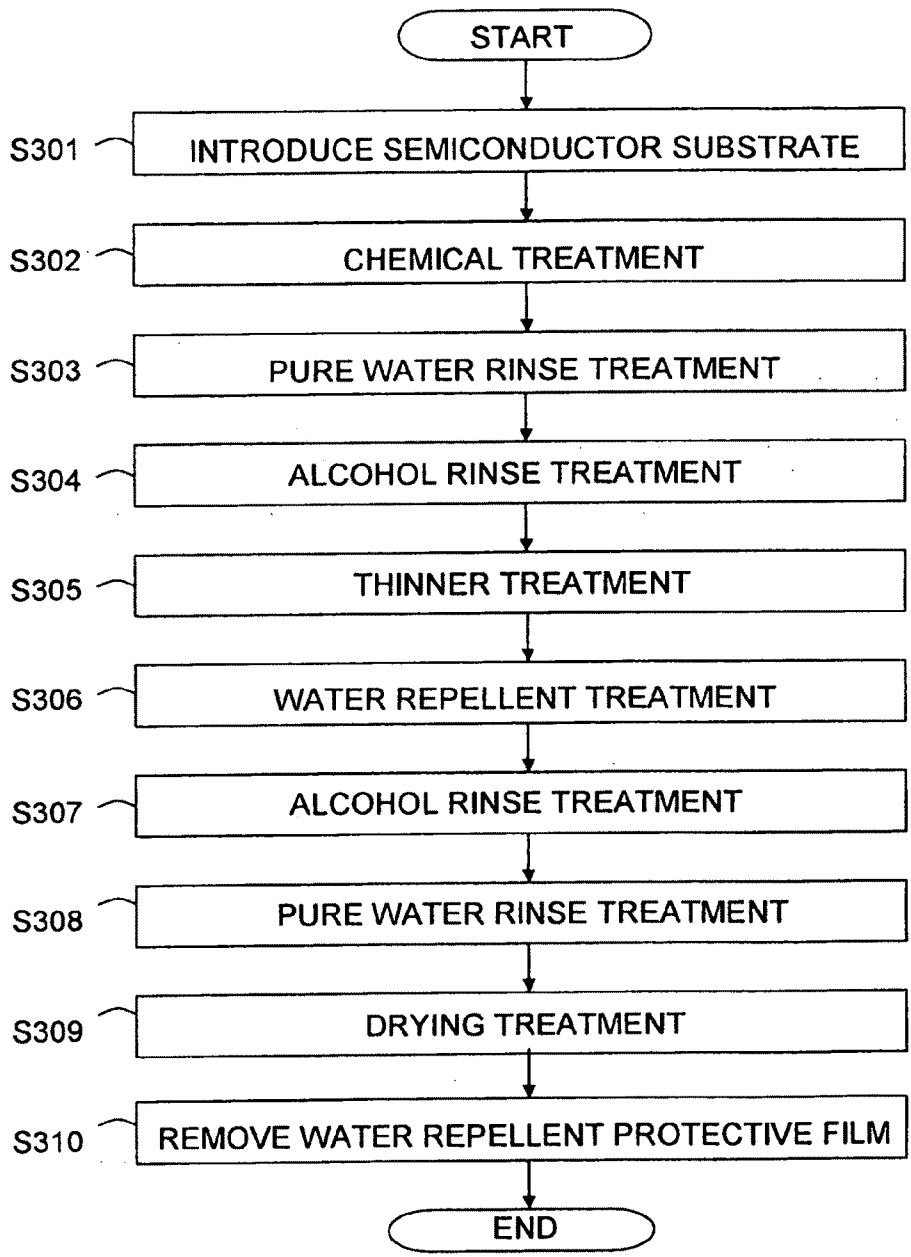 START
S301 INTRODUCE SEMICONDUCTOR SUBSTRATE
S302 CHEMICAL TREATMENT
S303 PURE WATER RINSE TREATMENT
S304 ALCOHOL RINSE TREATMENT
S305 THINNER TREATMENT
S306 WATER REPELLENT TREATMENT
S307 ALCOHOL RINSE TREATMENT
S308 PURE WATER RINSE TREATMENT
S309 DRYING TREATMENT
S310 REMOVE WATER REPELLENT PROTECTIVE FILM
END